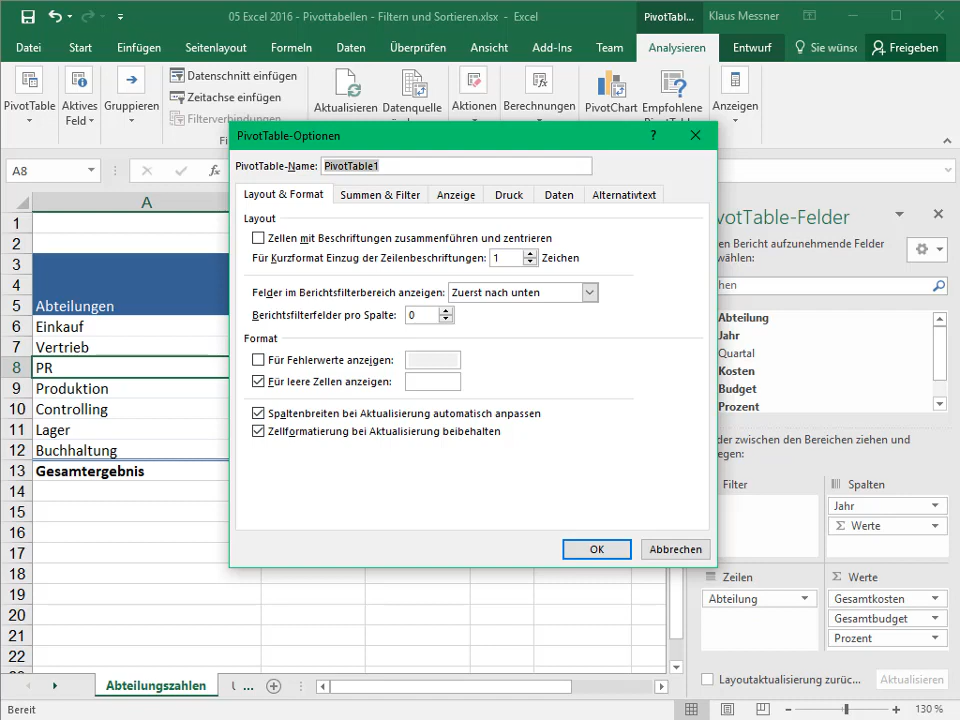 05 Excel 2016 - Pivottabellen - Filtern und Sortieren.xlsx - Excel
PivotTabl...
Klaus Messner
Datei Start Einfügen Seitenlayout Formeln Daten Überprüfen Ansicht Add-Ins Team Analysieren Entwurf Sie wüns Freigeben
PivotTable
Aktives Feld
Gruppieren
Datenschnitt einfügen
Zeitachse einfügen
Filterverbindungen
Aktualisieren
Datenquelle
Aktionen
Berechnungen
PivotChart
Empfohlene
Anzeigen
PivotTable-Optionen
?
A8
fx
PivotTable-Name: PivotTable1
Layout & Format Summen & Filter Anzeige Druck Daten Alternativtext
Layout
Zellen mit Beschriftungen zusammenführen und zentrieren
Für Kurzformat Einzug der Zeilenbeschriftungen: 1 Zeichen
Felder im Berichtsfilterbereich anzeigen: Zuerst nach unten
Berichtsfilterfelder pro Spalte: 0
Format
Für Fehlerwerte anzeigen:
Für leere Zellen anzeigen:
Spaltenbreiten bei Aktualisierung automatisch anpassen
Zellformatierung bei Aktualisierung beibehalten
OK Abbrechen
A
1
2
3
4
5 Abteilungen
6 Einkauf
7 Vertrieb
8 PR
9 Produktion
10 Controlling
11 Lager
12 Buchhaltung
13 Gesamtergebnis
14
15
16
17
18
19
20
21
22
votTable-Felder
en Bericht aufzunehmende Felder
wählen:
hen
Abteilung
Jahr
Quartal
Kosten
Budget
Prozent
der zwischen den Bereichen ziehen und
egen:
Filter
Spalten
Jahr
Σ Werte
Zeilen
Abteilung
Σ Werte
Gesamtkosten
Gesamtbudget
Prozent
Layoutaktualisierung zurüc... Aktualisieren
Abteilungszahlen
...
Bereit
130 %